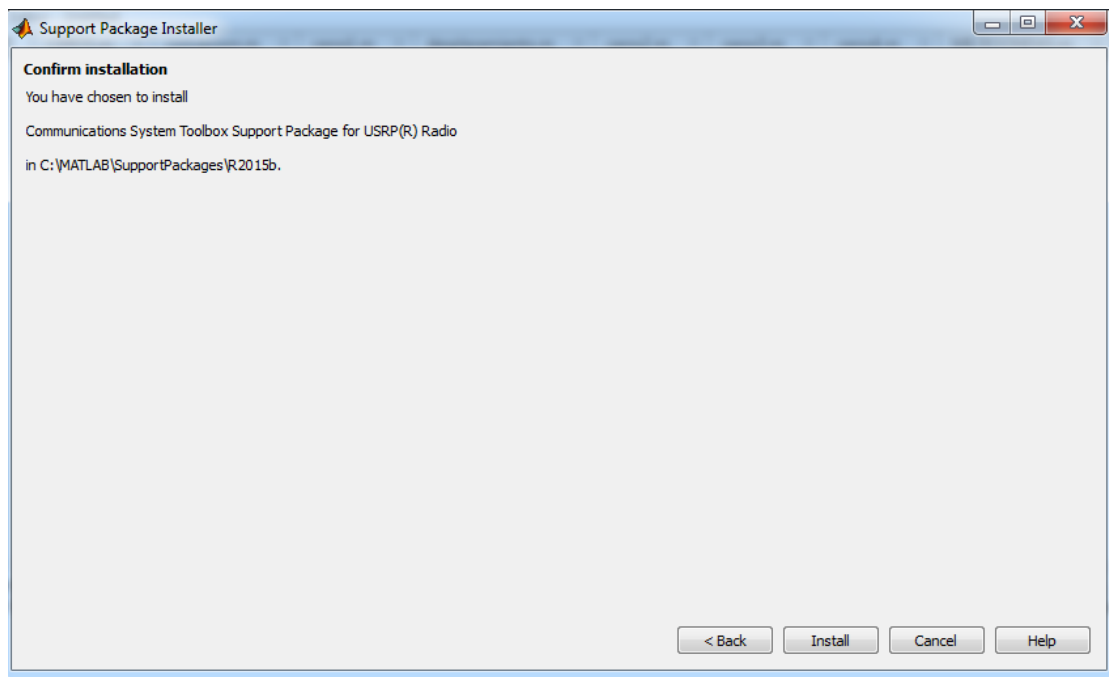 Support Package Installer
Confirm installation
You have chosen to install
Communications System Toolbox Support Package for USRP(R) Radio
in C:\MATLAB\SupportPackages\R2015b.
< Back
Install
Cancel
Help